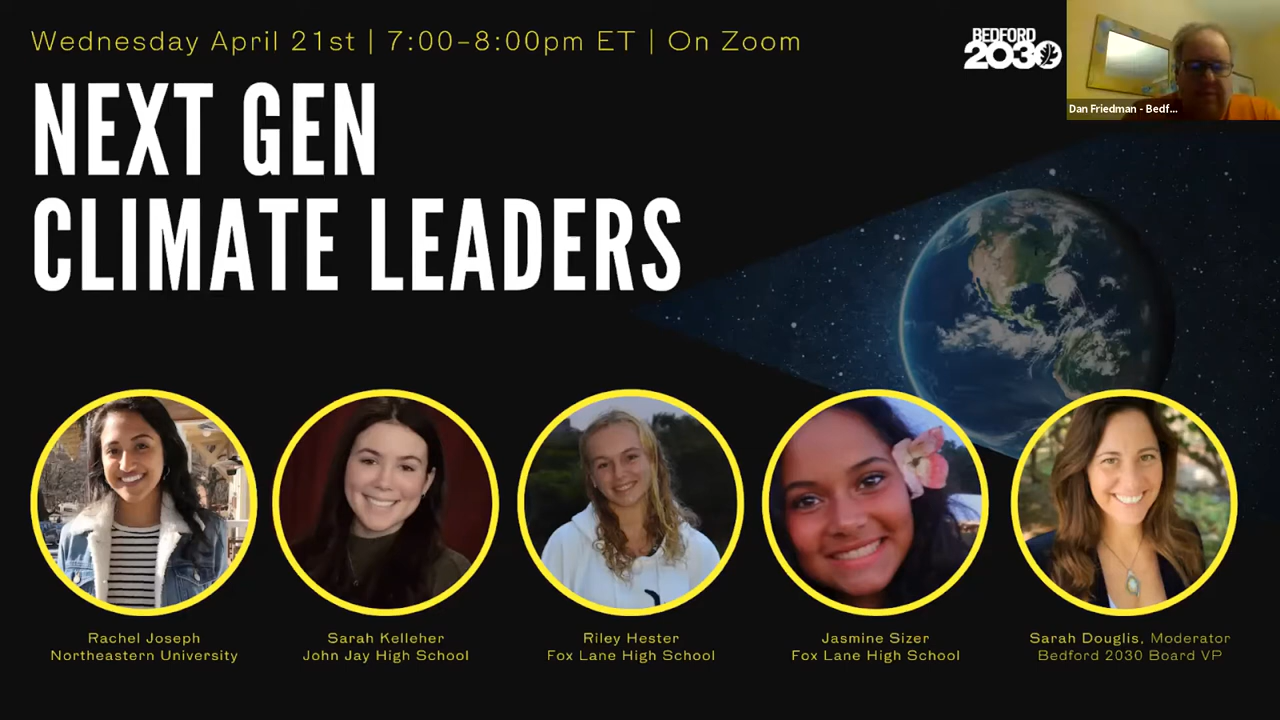 Wednesday April 21st | 7:00–8:00pm ET | On Zoom
BEDFORD
2030
Dan Friedman - Bedf...
NEXT GEN
CLIMATE LEADERS
Rachel Joseph
Northeastern University
Sarah Kelleher
John Jay High School
Riley Hester
Fox Lane High School
Jasmine Sizer
Fox Lane High School
Sarah Douglis, Moderator
Bedford 2030 Board VP